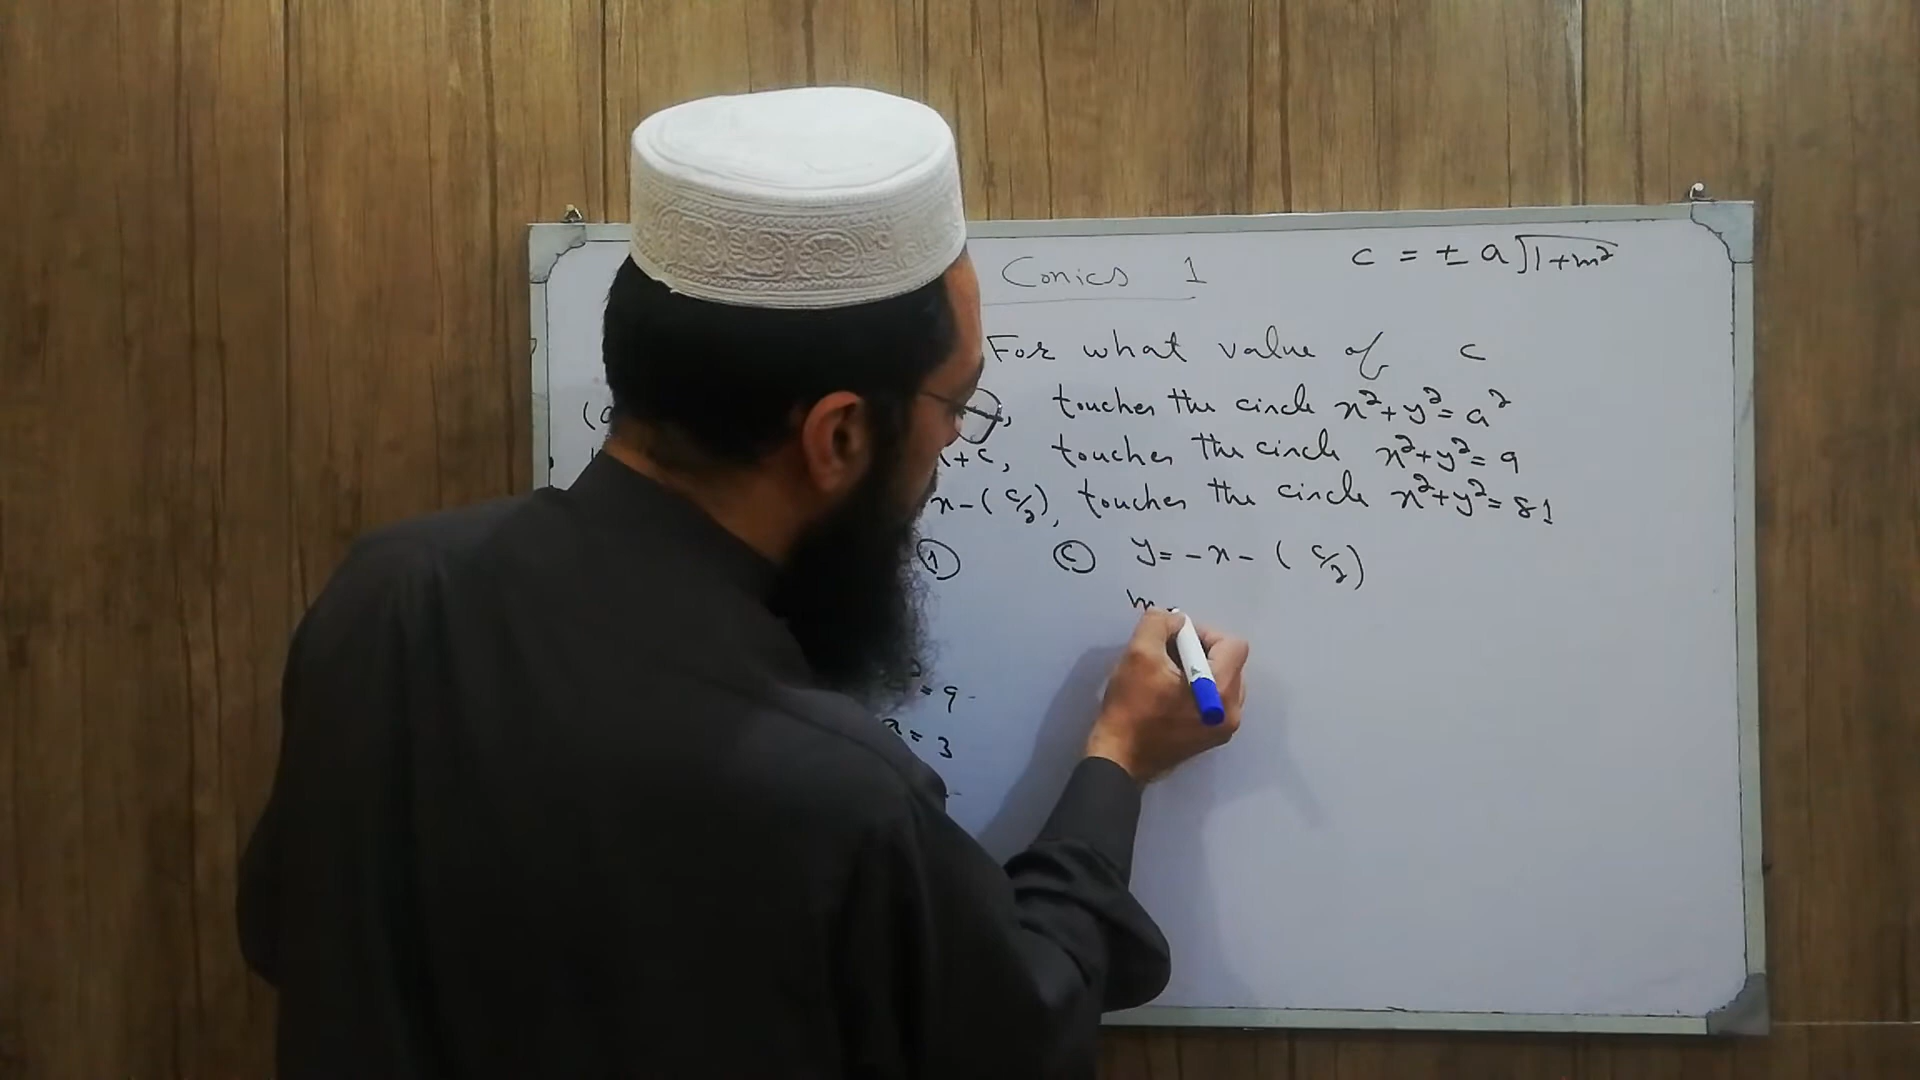 Conics 1
c = ± a√1+m²
For what value of c
(a
, touches the circle x²+y²=a²
x+c, touches the circle x²+y²=9
x-(c/2), touches the circle x²+y²=81
①
ⓒ y=-x-(c/2)
m
=9
a=3